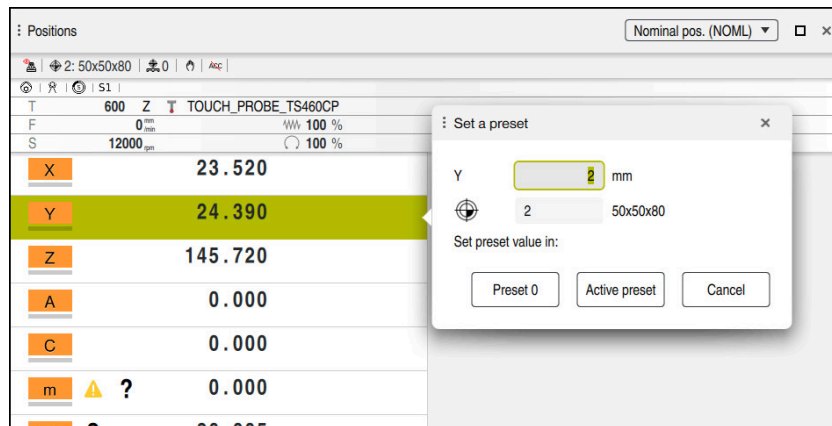 Positions
Nominal pos. (NOML)
2: 50x50x80 0 ACC
S1
T 600 Z TOUCH_PROBE_TS460CP
F 0 mm/min 100 %
S 12000 rpm 100 %
X 23.520
Y 24.390
Z 145.720
A 0.000
C 0.000
m ? 0.000
Set a preset
Y 2 mm
2 50x50x80
Set preset value in:
Preset 0 Active preset Cancel